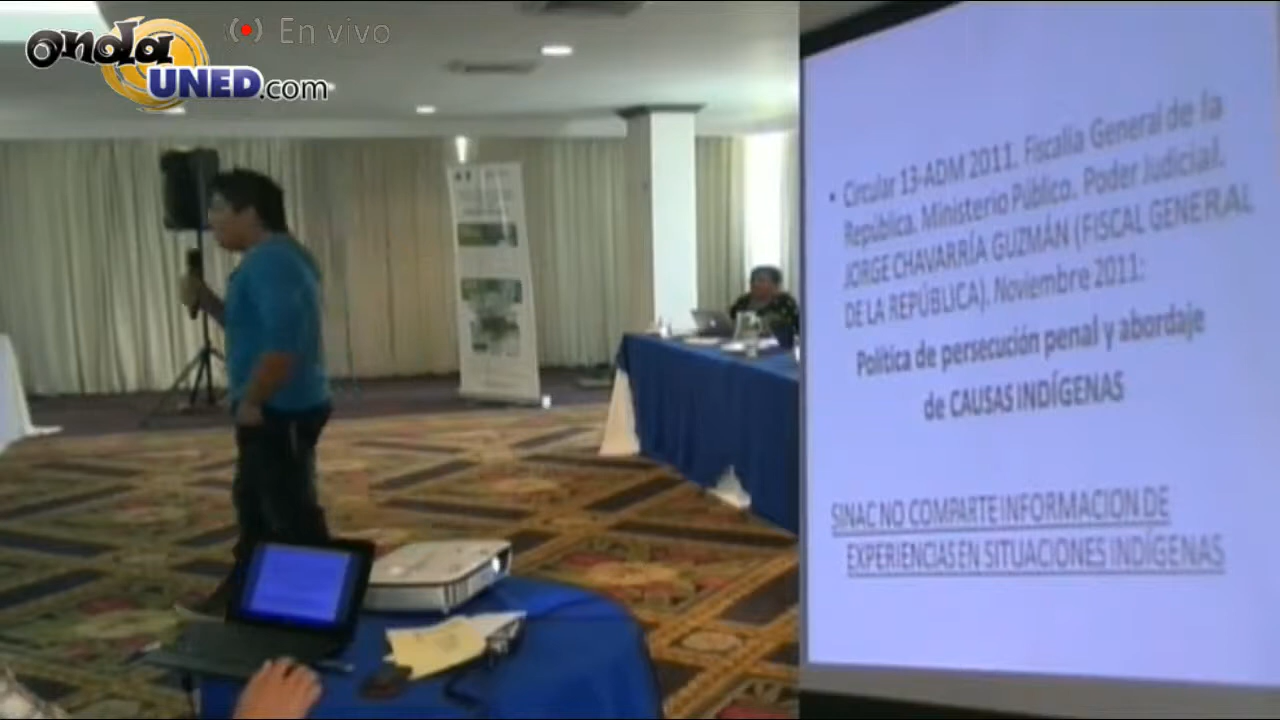 onda
UNED.com
En vivo
• Circular 13-ADM 2011. Fiscalía General de la
República. Ministerio Público. Poder Judicial.
JORGE CHAVARRÍA GUZMÁN (FISCAL GENERAL
DE LA REPÚBLICA). Noviembre 2011:
Política de persecución penal y abordaje
de CAUSAS INDÍGENAS
SINAC NO COMPARTE INFORMACION DE
EXPERIENCIAS EN SITUACIONES INDÍGENAS